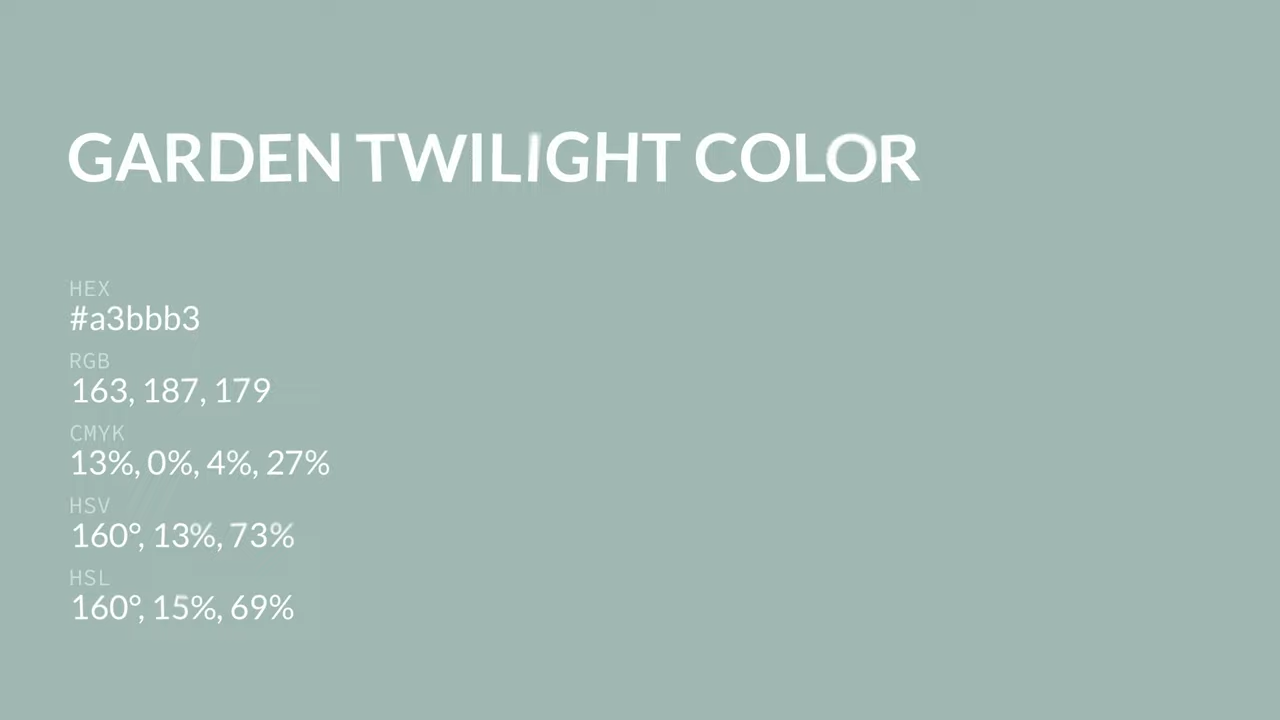 GARDEN TWILIGHT COLOR
HEX
#a3bbb3
RGB
163, 187, 179
CMYK
13%, 0%, 4%, 27%
HSV
160°, 13%, 73%
HSL
160°, 15%, 69%